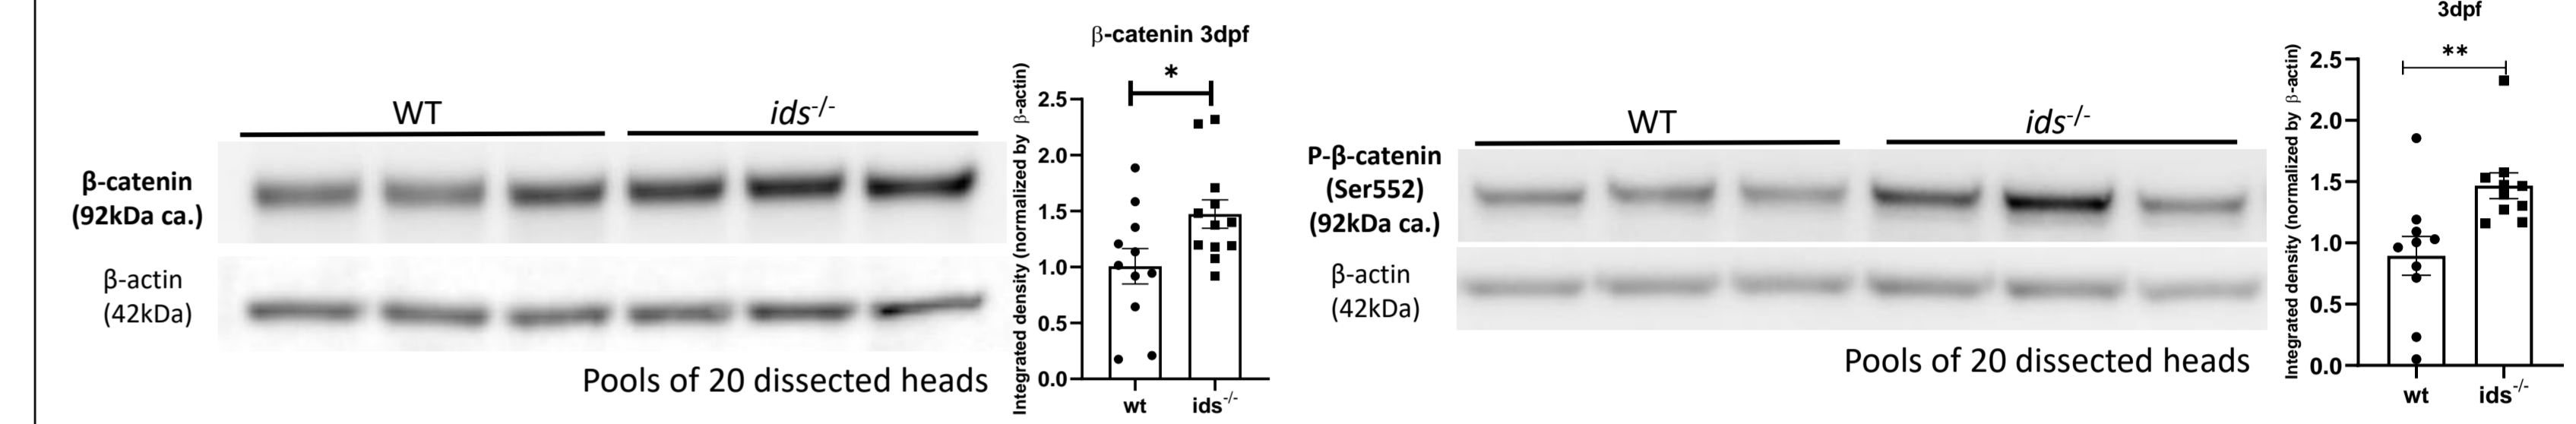 WT
ids-/-
β-catenin
(92kDa ca.)
β-actin
(42kDa)
Pools of 20 dissected heads
β-catenin 3dpf
*
Integrated density (normalized by β-actin)
2.5
2.0
1.5
1.0
0.5
0.0
wt
ids-/-
WT
ids-/-
P-β-catenin
(Ser552)
(92kDa ca.)
β-actin
(42kDa)
Pools of 20 dissected heads
3dpf
**
Integrated density (normalized by β-actin)
2.5
2.0
1.5
1.0
0.5
0.0
wt
ids-/-